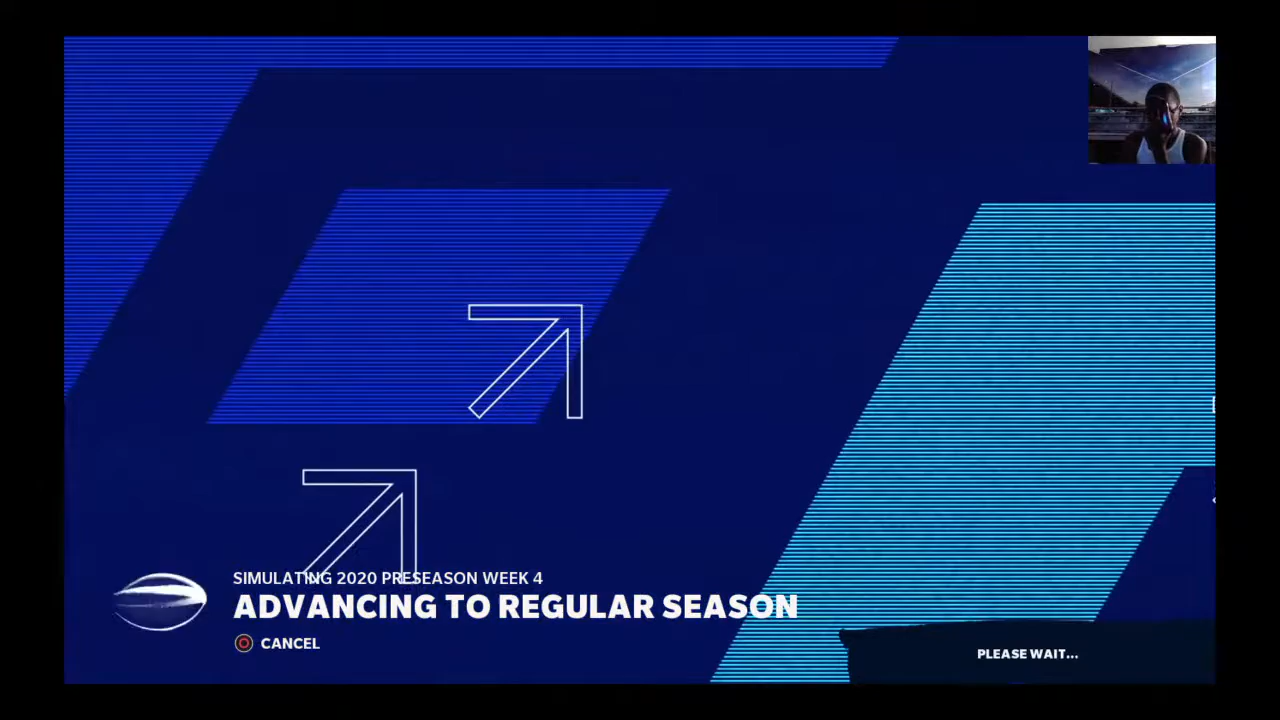 SIMULATING 2020 PRESEASON WEEK 4
ADVANCING TO REGULAR SEASON
CANCEL
PLEASE WAIT...